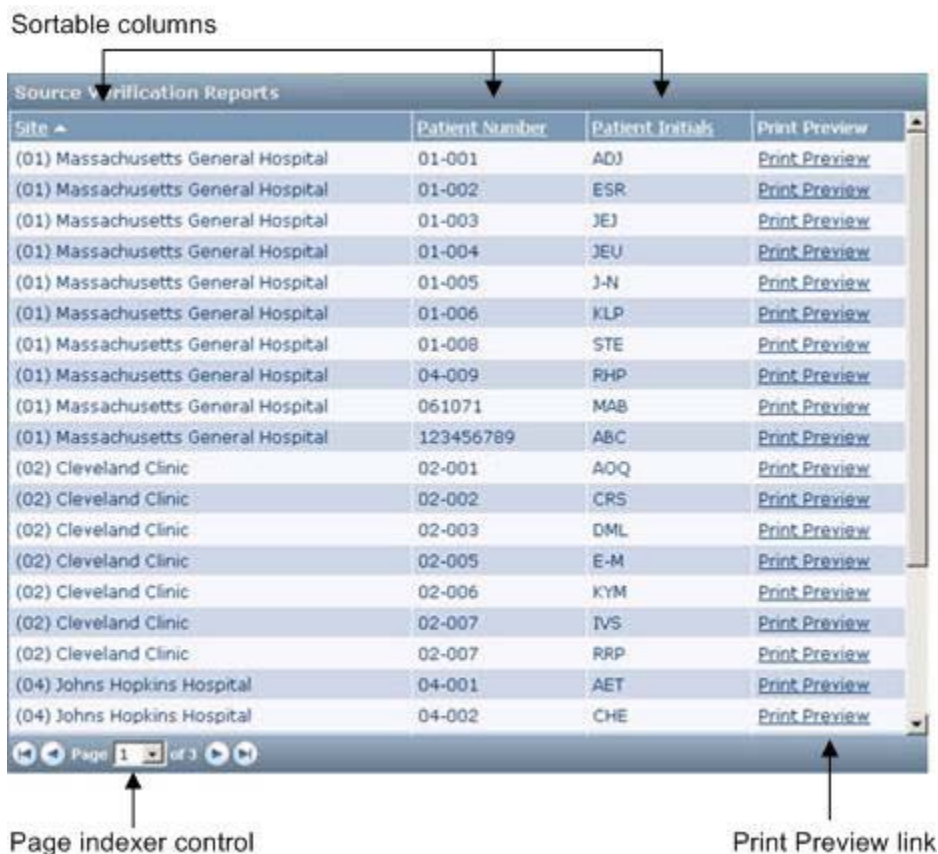 Sortable columns
Source Verification Reports
Site Patient Number Patient Initials Print Preview
(01) Massachusetts General Hospital 01-001 ADJ Print Preview
(01) Massachusetts General Hospital 01-002 ESR Print Preview
(01) Massachusetts General Hospital 01-003 JEJ Print Preview
(01) Massachusetts General Hospital 01-004 JEU Print Preview
(01) Massachusetts General Hospital 01-005 J-N Print Preview
(01) Massachusetts General Hospital 01-006 KLP Print Preview
(01) Massachusetts General Hospital 01-008 STE Print Preview
(01) Massachusetts General Hospital 04-009 RHP Print Preview
(01) Massachusetts General Hospital 061071 MAB Print Preview
(01) Massachusetts General Hospital 123456789 ABC Print Preview
(02) Cleveland Clinic 02-001 AOQ Print Preview
(02) Cleveland Clinic 02-002 CRS Print Preview
(02) Cleveland Clinic 02-003 DML Print Preview
(02) Cleveland Clinic 02-005 E-M Print Preview
(02) Cleveland Clinic 02-006 KYM Print Preview
(02) Cleveland Clinic 02-007 IVS Print Preview
(02) Cleveland Clinic 02-007 RRP Print Preview
(04) Johns Hopkins Hospital 04-001 AET Print Preview
(04) Johns Hopkins Hospital 04-002 CHE Print Preview
Page 1 of 3
Page indexer control Print Preview link